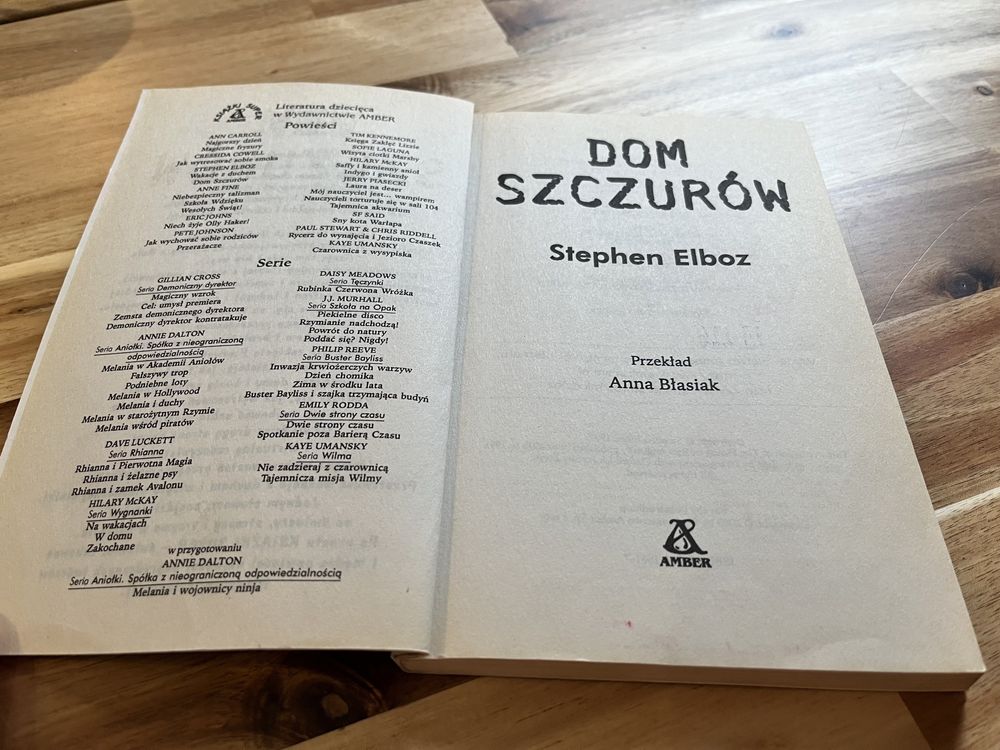 KSIĄŻKI SUPER
AMBER
Literatura dziecięca
w Wydawnictwie AMBER
Powieści
ANN CARROLL
Najgorszy dzień
Magiczne fryzury
CRESSIDA COWELL
Jak wytresować sobie smoka
STEPHEN ELBOZ
Wakacje z duchem
Dom Szczurów
ANNE FINE
Niebezpieczny talizman
Szkoła Wdzięku
Wesołych Świąt!
ERIC JOHNS
Niech żyje Olly Haker!
PETE JOHNSON
Jak wychować sobie rodziców
Przerażacze
TIM KENNEMORE
Księga Zaklęć Lizzie
SOFIE LAGUNA
Wizyta ciotki Marshy
HILARY McKAY
Saffy i kamienny anioł
Indygo i gwiazdy
JERRY PIASECKI
Laura na deser
Mój nauczyciel jest... wampirem
Nauczyciel torturuje się w sali 104
Tajemnica akwarium
SF SAID
Sny kota Warłapa
PAUL STEWART & CHRIS RIDDELL
Rycerz do wynajęcia i Jezioro Czaszek
KAYE UMANSKY
Czarownica z wysypiska
Serie
GILLIAN CROSS
Seria Demoniczny dyrektor
Magiczny wzrok
Cel: umysł premiera
Zemsta demonicznego dyrektora
Demoniczny dyrektor kontratakuje
ANNIE DALTON
Seria Aniołki. Spółka z nieograniczoną
odpowiedzialnością
Melania w Akademii Aniołów
Fałszywy trop
Podniebne loty
Melania w Hollywood
Melania i duchy
Melania w starożytnym Rzymie
Melania wśród piratów
DAVE LUCKETT
Seria Rhianna
Rhianna i Pierwotna Magia
Rhianna i żelazne psy
Rhianna i zamek Avalonu
HILARY McKAY
Seria Wygnanki
Na wakacjach
W domu
Zakochane
DAISY MEADOWS
Seria Tęczynki
Rubinka Czerwona Wróżka
J.J. MURHALL
Seria Szkoła na Opak
Piekielne disco
Rzymianie nadchodzą!
Powrót do natury
Poddać się? Nigdy!
PHILIP REEVE
Seria Buster Bayliss
Inwazja krwiożerczych warzyw
Dzień chomika
Zima w środku lata
Buster Bayliss i szajka trzymająca budyń
EMILY RODDA
Seria Dwie strony czasu
Dwie strony czasu
Spotkanie poza Barierą Czasu
KAYE UMANSKY
Seria Wilma
Nie zadzieraj z czarownicą
Tajemnicza misja Wilmy
w przygotowaniu
ANNIE DALTON
Seria Aniołki. Spółka z nieograniczoną odpowiedzialnością
Melania i wojownicy ninja
DOM
SZCZURÓW
Stephen Elboz
Przekład
Anna Błasiak
AMBER